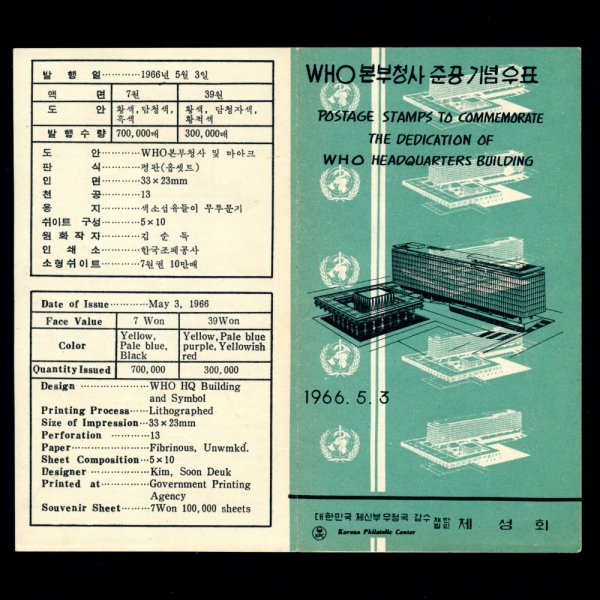 발 행 일············1966년 5월 3일
액 면 7원 39원
도 안 황색, 담청색, 흑색 황색, 담청자색, 황적색
발 행 수 량 700,000매 300,000매
도 안············WHO본부청사 및 마아크
판 식············평판(옵셋트)
인 면············33×23mm
천 공············13
용 지············색소섬유들이 무투문지
쉬이트 구성············5×10
원 화 작 자············김 순 득
인 쇄 소············한국조폐공사
소형쉬이트············7원권 10만매
Date of Issue············May 3, 1966
Face Value 7 Won 39Won
Color Yellow, Pale blue, Black Yellow, Pale blue purple, Yellowish red
Quantity Issued 700,000 300,000
Design ··················WHO HQ Building
and Symbol
Printing Process······Lithographed
Size of Impression···33×23mm
Perforation ············13
Paper··················Fibrinous, Unwmkd.
Sheet Composition···5×10
Designer ···············Kim, Soon Deuk
Printed at············Government Printing
Agency
Souvenir Sheet·········7Won 100,000 sheets
WHO 본부청사 준공기념우표
POSTAGE STAMPS TO COMMEMORATE
THE DEDICATION OF
WHO HEADQUARTERS BUILDING
1966. 5. 3
대한민국 체신부우정국 감수 재단법인 체 성 회
KPC Korona Philatelic Center